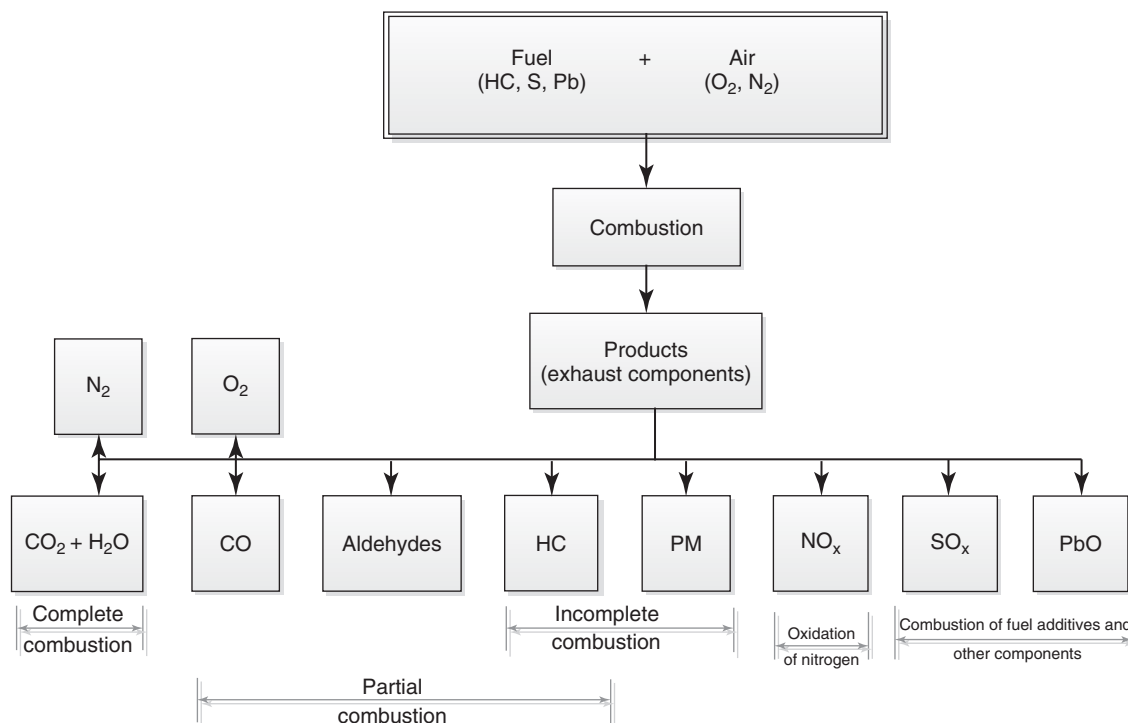 Fuel + Air
(HC, S, Pb) (O₂, N₂)
Combustion
Products
(exhaust components)
N₂
O₂
CO₂ + H₂O
CO
Aldehydes
HC
PM
NOₓ
SOₓ
PbO
Complete
combustion
Incomplete
combustion
Oxidation
of nitrogen
Combustion of fuel additives and
other components
Partial
combustion